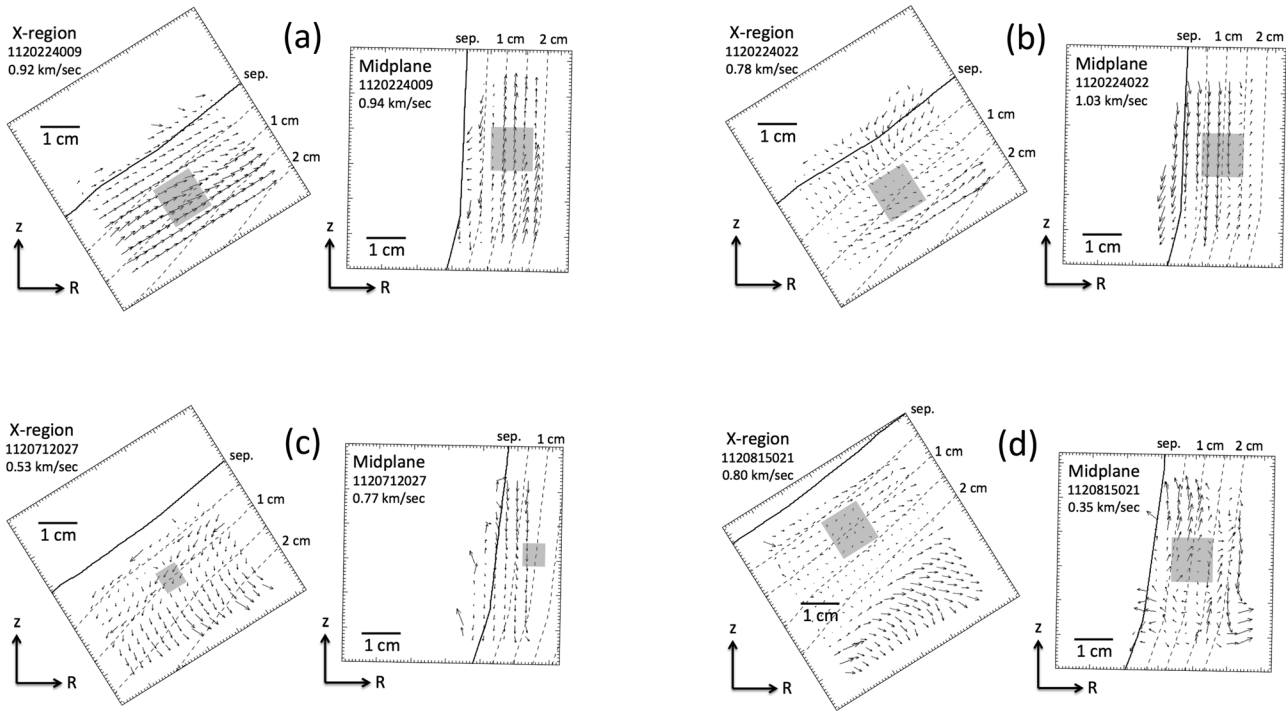 X-region
1120224009
0.92 km/sec
(a)
1 cm
sep.
1 cm
2 cm
z
R
sep.
1 cm
2 cm
Midplane
1120224009
0.94 km/sec
1 cm
z
R
X-region
1120224022
0.78 km/sec
(b)
1 cm
sep.
1 cm
2 cm
z
R
sep.
1 cm
2 cm
Midplane
1120224022
1.03 km/sec
1 cm
z
R
X-region
1120712027
0.53 km/sec
(c)
1 cm
sep.
1 cm
2 cm
z
R
sep.
1 cm
Midplane
1120712027
0.77 km/sec
1 cm
z
R
X-region
1120815021
0.80 km/sec
(d)
sep.
1 cm
2 cm
1 cm
z
R
sep.
1 cm
2 cm
Midplane
1120815021
0.35 km/sec
1 cm
z
R